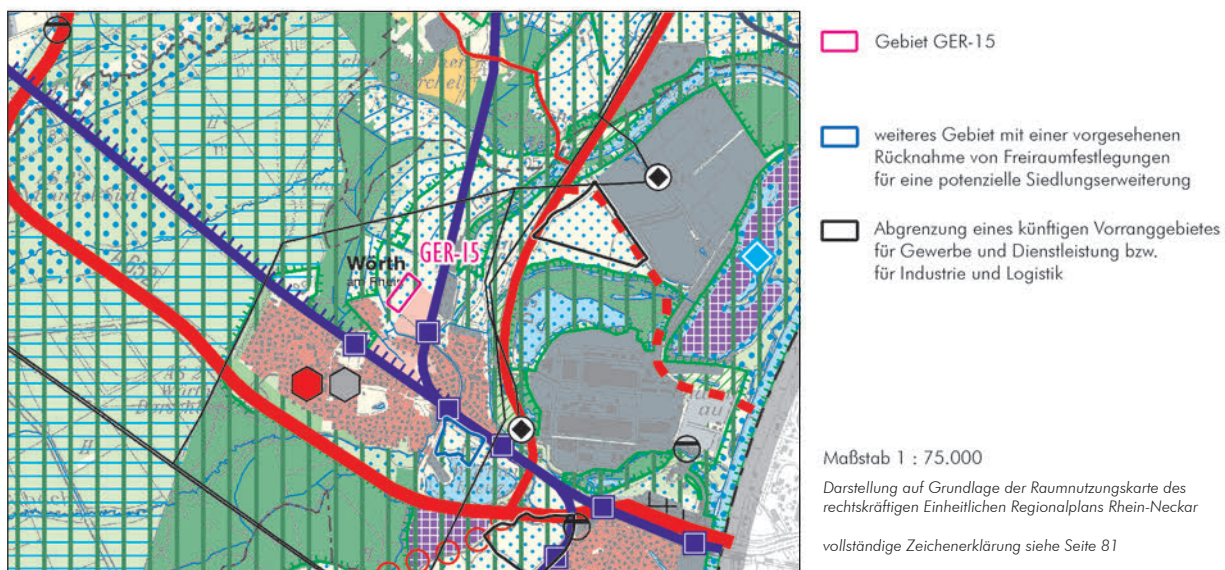 GER-15
Wörth
am Rhein
au
Gebiet GER-15
weiteres Gebiet mit einer vorgesehenen
Rücknahme von Freiraumfestlegungen
für eine potenzielle Siedlungserweiterung
Abgrenzung eines künftigen Vorranggebietes
für Gewerbe und Dienstleistung bzw.
für Industrie und Logistik
Maßstab 1 : 75.000
Darstellung auf Grundlage der Raumnutzungskarte des
rechtskräftigen Einheitlichen Regionalplans Rhein-Neckar
vollständige Zeichenerklärung siehe Seite 81